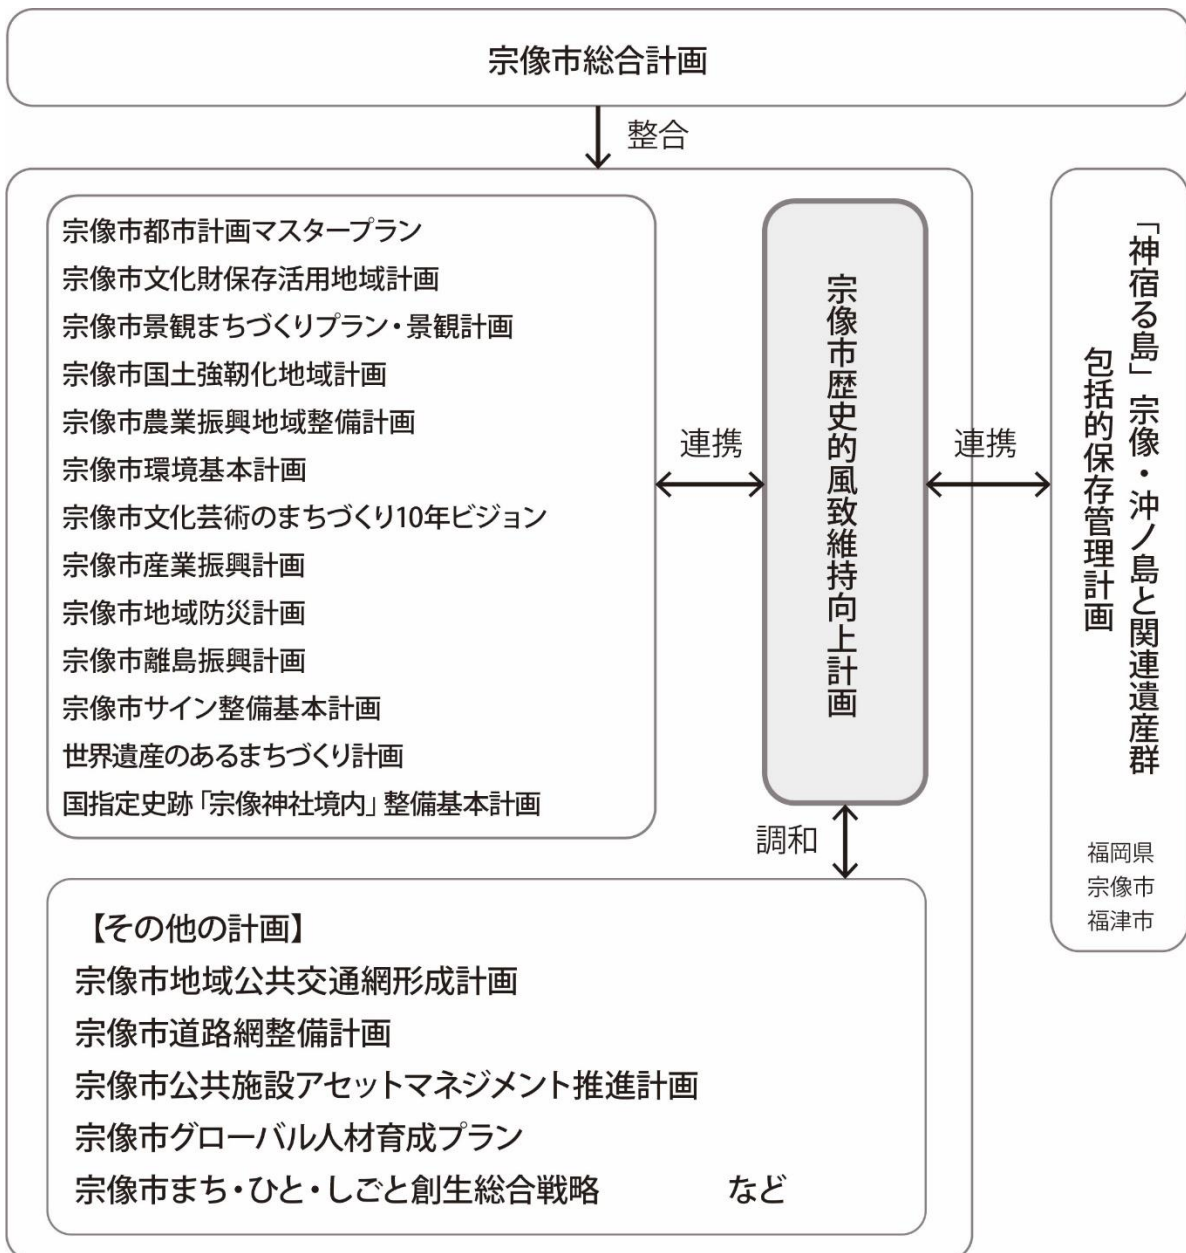 宗像市総合計画
整合
宗像市都市計画マスタープラン
宗像市文化財保存活用地域計画
宗像市景観まちづくりプラン・景観計画
宗像市国土強靭化地域計画
宗像市農業振興地域整備計画
宗像市環境基本計画
宗像市文化芸術のまちづくり10年ビジョン
宗像市産業振興計画
宗像市地域防災計画
宗像市離島振興計画
宗像市サイン整備基本計画
世界遺産のあるまちづくり計画
国指定史跡「宗像神社境内」整備基本計画
連携
宗像市歴史的風致維持向上計画
連携
「神宿る島」宗像・沖ノ島と関連遺産群
包括的保存管理計画
福岡県
宗像市
福津市
調和
【その他の計画】
宗像市地域公共交通網形成計画
宗像市道路網整備計画
宗像市公共施設アセットマネジメント推進計画
宗像市グローバル人材育成プラン
宗像市まち・ひと・しごと創生総合戦略 など